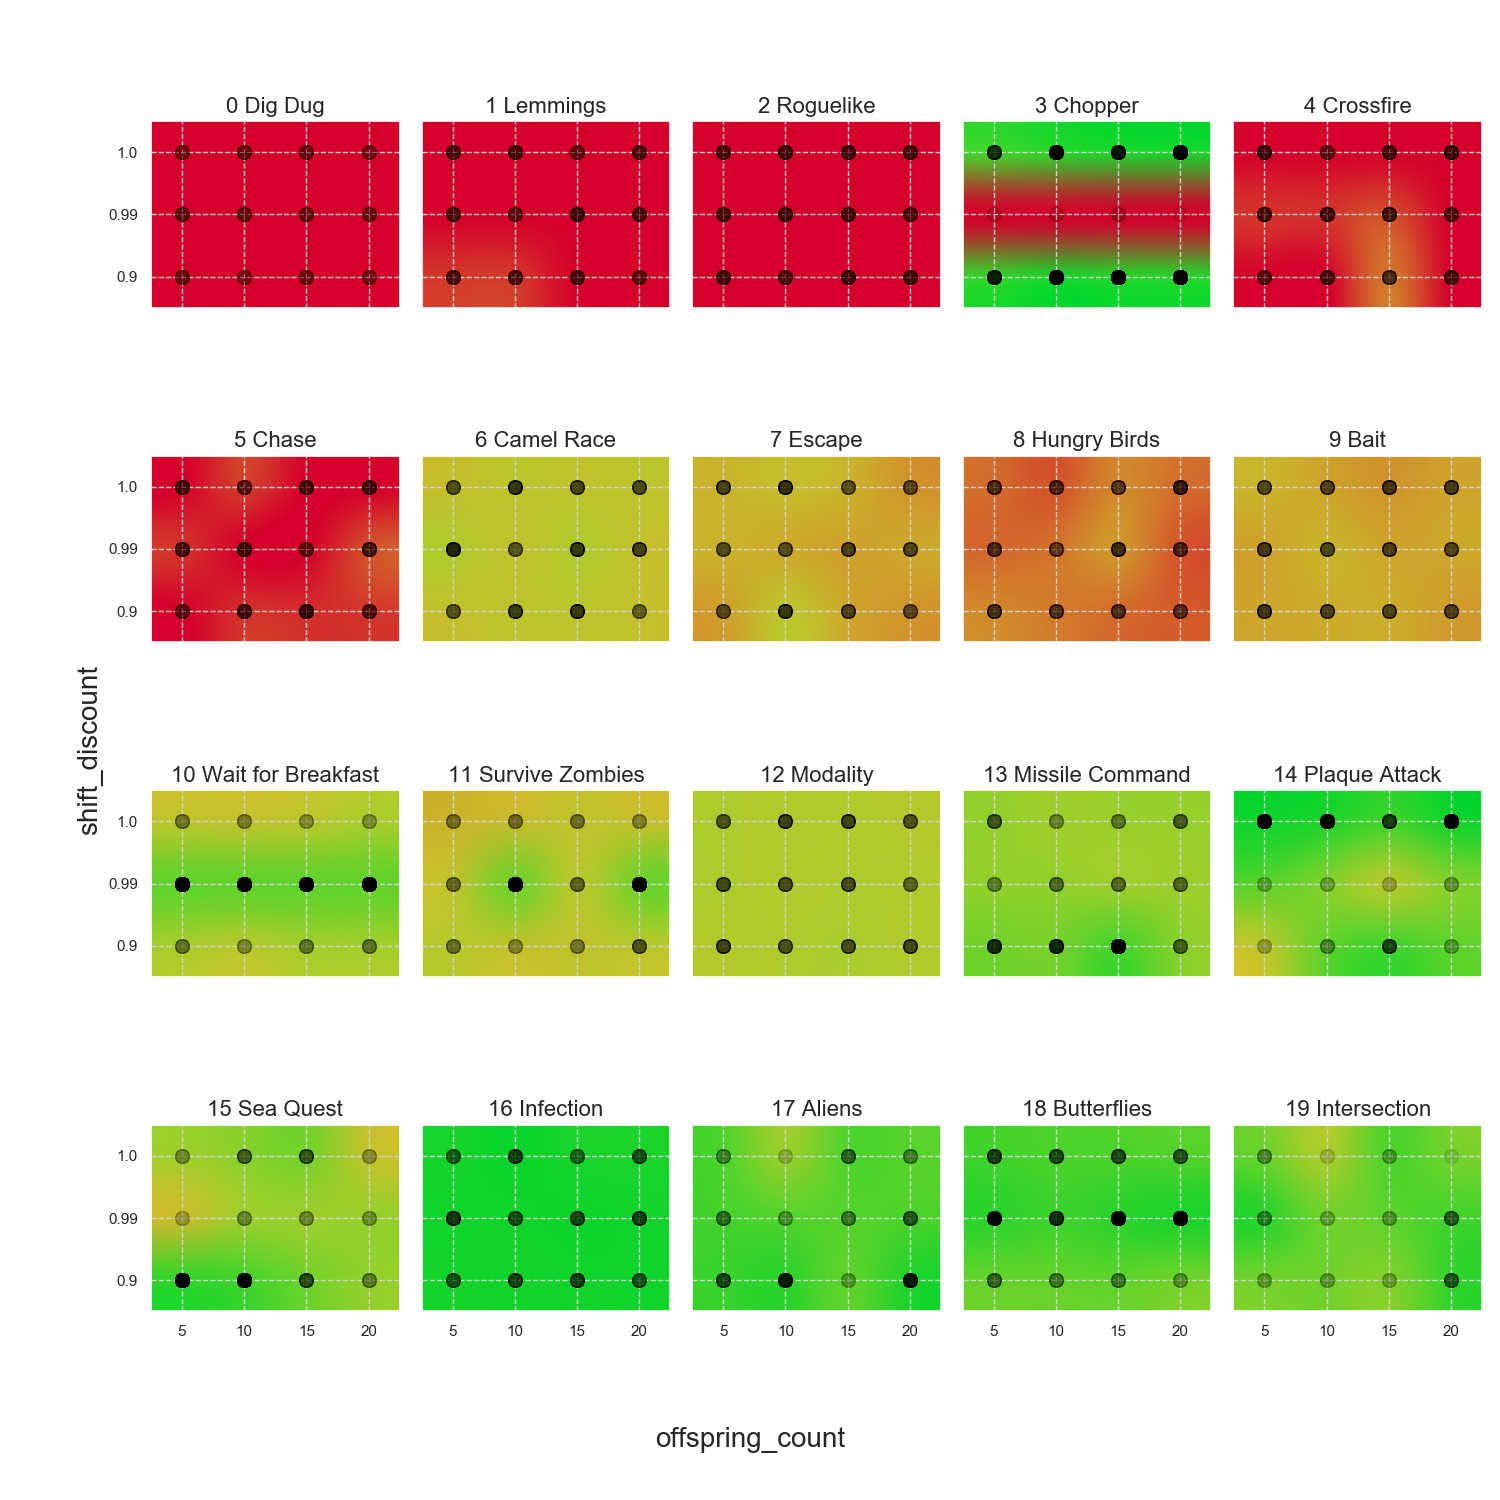 0 Dig Dug
1 Lemmings
2 Roguelike
3 Chopper
4 Crossfire
1.0
0.99
0.9
5 Chase
6 Camel Race
7 Escape
8 Hungry Birds
9 Bait
1.0
0.99
0.9
shift_discount
10 Wait for Breakfast
11 Survive Zombies
12 Modality
13 Missile Command
14 Plaque Attack
1.0
0.99
0.9
15 Sea Quest
16 Infection
17 Aliens
18 Butterflies
19 Intersection
1.0
0.99
0.9
5 10 15 20
5 10 15 20
5 10 15 20
5 10 15 20
5 10 15 20
offspring_count